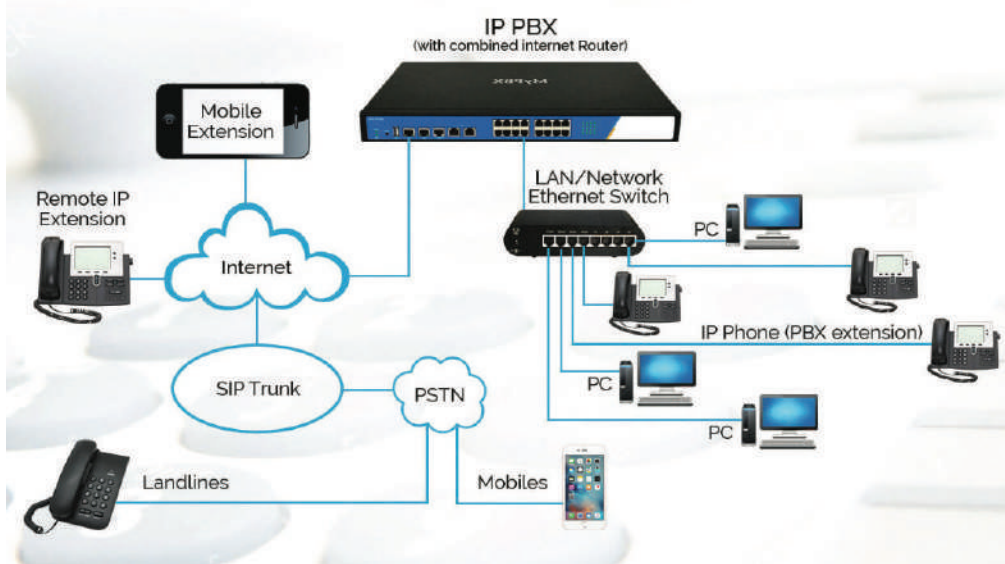 IP PBX
(with combined internet Router)
MyPBX
Mobile
Extension
LAN/Network
Ethernet Switch
Remote IP
Extension
PC
Internet
IP Phone (PBX extension)
SIP Trunk
PSTN
PC
PC
Landlines
Mobiles